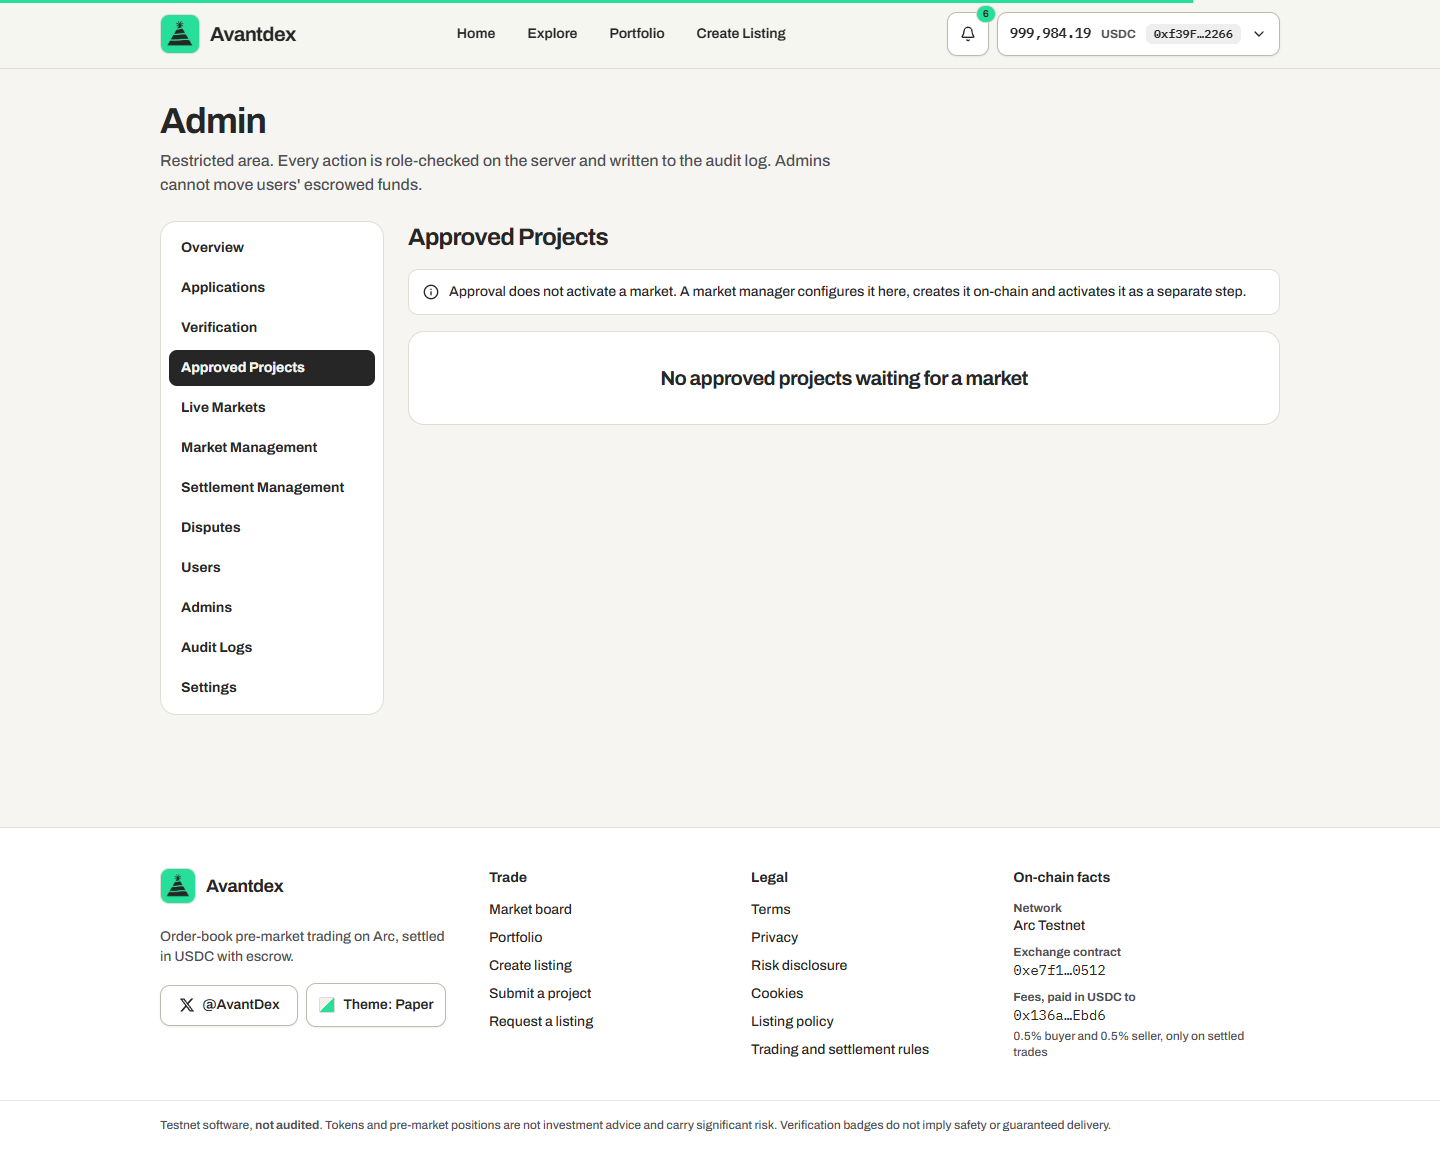 Avantdex
Home
Explore
Portfolio
Create Listing
6
999,984.19 USDC 0xf39F…2266
Admin
Restricted area. Every action is role-checked on the server and written to the audit log. Admins
cannot move users' escrowed funds.
Overview
Applications
Verification
Approved Projects
Live Markets
Market Management
Settlement Management
Disputes
Users
Admins
Audit Logs
Settings
Approved Projects
Approval does not activate a market. A market manager configures it here, creates it on-chain and activates it as a separate step.
No approved projects waiting for a market
Avantdex
Order-book pre-market trading on Arc, settled
in USDC with escrow.
@AvantDex
Theme: Paper
Trade
Market board
Portfolio
Create listing
Submit a project
Request a listing
Legal
Terms
Privacy
Risk disclosure
Cookies
Listing policy
Trading and settlement rules
On-chain facts
Network
Arc Testnet
Exchange contract
0xe7f1…0512
Fees, paid in USDC to
0x136a…Ebd6
0.5% buyer and 0.5% seller, only on settled
trades
Testnet software, not audited. Tokens and pre-market positions are not investment advice and carry significant risk. Verification badges do not imply safety or guaranteed delivery.